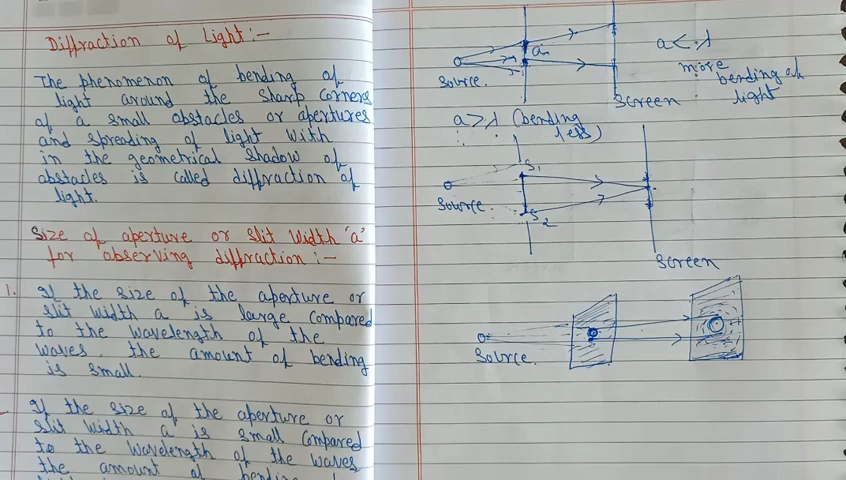 Diffraction of Light:-
The phenomenon of bending of
light around the sharp corners
of a small obstacles or apertures
and spreading of light with
in the geometrical shadow of
obstacles is called diffraction of
light.
Size of aperture or slit width 'a'
for observing diffraction:-
1. If the size of the aperture or
slit width a is large compared
to the wavelength of the
waves. the amount of bending
is small.
If the size of the aperture or
slit width a is small compared
to the wavelength of the waves
the amount of
Source.
a<.λ
more
bending of
light
Screen
a>λ (bending
less)
S1
Source.
S2
Screen
Source.